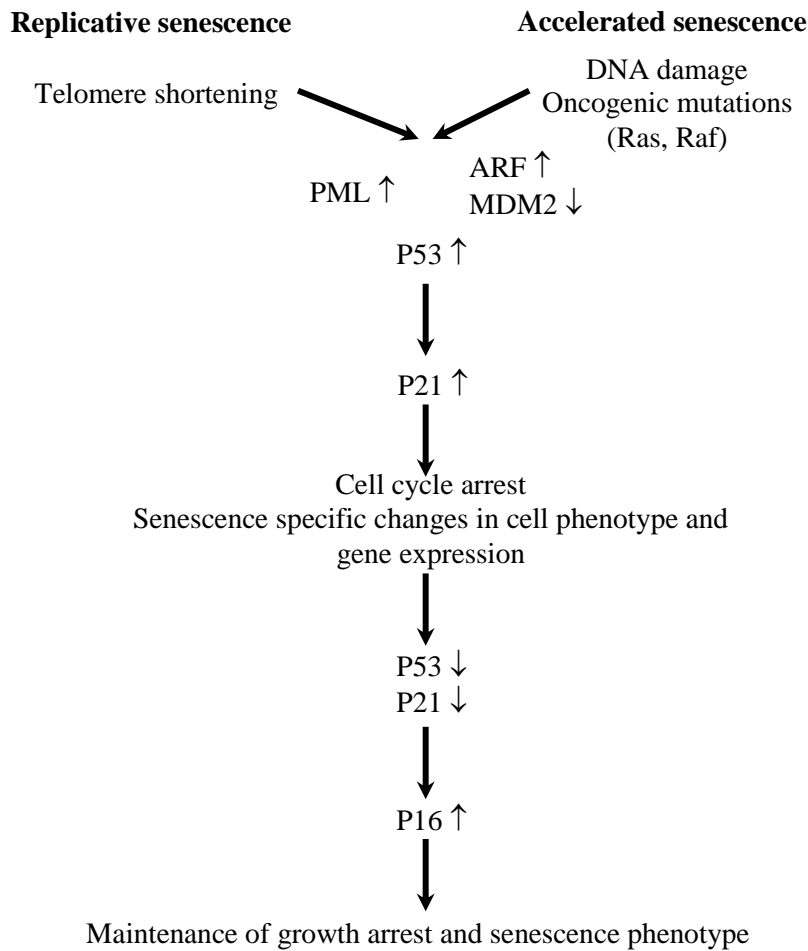 Replicative senescence
Accelerated senescence
Telomere shortening
DNA damage
Oncogenic mutations
(Ras, Raf)
PML ↑
ARF ↑
MDM2 ↓
P53 ↑
P21 ↑
Cell cycle arrest
Senescence specific changes in cell phenotype and
gene expression
P53 ↓
P21 ↓
P16 ↑
Maintenance of growth arrest and senescence phenotype